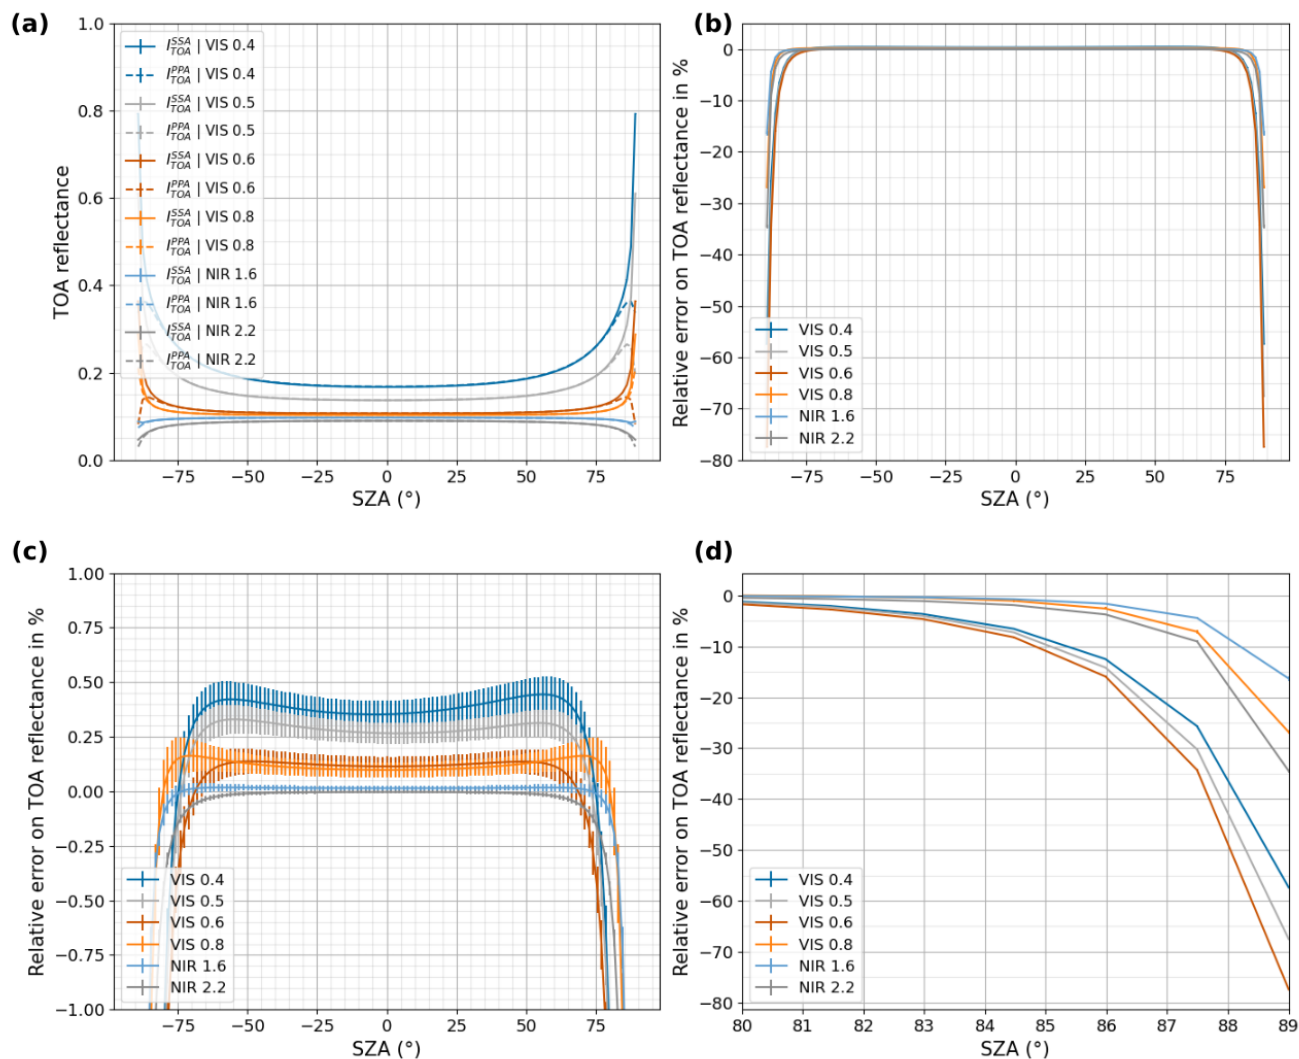 (a)
1.0
0.8
0.6
0.4
0.2
0.0
TOA reflectance
I_TOA^SSA | VIS 0.4
I_TOA^PPA | VIS 0.4
I_TOA^SSA | VIS 0.5
I_TOA^PPA | VIS 0.5
I_TOA^SSA | VIS 0.6
I_TOA^PPA | VIS 0.6
I_TOA^SSA | VIS 0.8
I_TOA^PPA | VIS 0.8
I_TOA^SSA | NIR 1.6
I_TOA^PPA | NIR 1.6
I_TOA^SSA | NIR 2.2
I_TOA^PPA | NIR 2.2
−75 −50 −25 0 25 50 75
SZA (°)
(b)
0
−10
−20
−30
−40
−50
−60
−70
−80
Relative error on TOA reflectance in %
VIS 0.4
VIS 0.5
VIS 0.6
VIS 0.8
NIR 1.6
NIR 2.2
−75 −50 −25 0 25 50 75
SZA (°)
(c)
1.00
0.75
0.50
0.25
0.00
−0.25
−0.50
−0.75
−1.00
Relative error on TOA reflectance in %
VIS 0.4
VIS 0.5
VIS 0.6
VIS 0.8
NIR 1.6
NIR 2.2
−75 −50 −25 0 25 50 75
SZA (°)
(d)
0
−10
−20
−30
−40
−50
−60
−70
−80
Relative error on TOA reflectance in %
VIS 0.4
VIS 0.5
VIS 0.6
VIS 0.8
NIR 1.6
NIR 2.2
80 81 82 83 84 85 86 87 88 89
SZA (°)